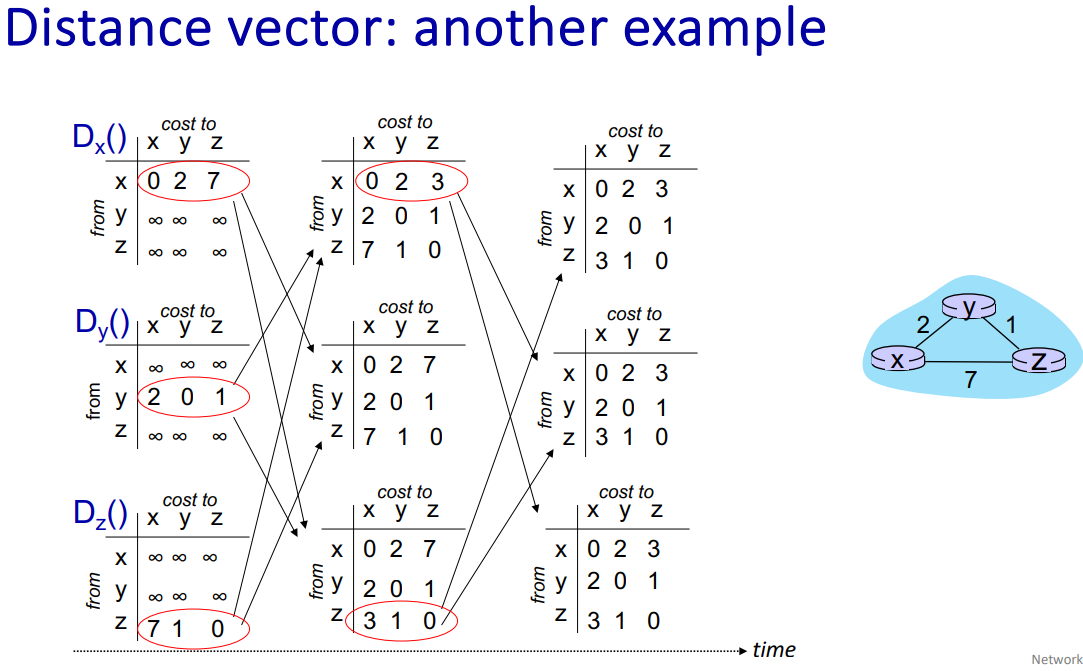 Distance vector: another example
Dx()
cost to
x y z
from
x 0 2 7
y ∞ ∞ ∞
z ∞ ∞ ∞
cost to
x y z
from
x 0 2 3
y 2 0 1
z 7 1 0
cost to
x y z
from
x 0 2 3
y 2 0 1
z 3 1 0
Dy()
cost to
x y z
from
x ∞ ∞ ∞
y 2 0 1
z ∞ ∞ ∞
cost to
x y z
from
x 0 2 7
y 2 0 1
z 7 1 0
cost to
x y z
from
x 0 2 3
y 2 0 1
z 3 1 0
Dz()
cost to
x y z
from
x ∞ ∞ ∞
y ∞ ∞ ∞
z 7 1 0
cost to
x y z
from
x 0 2 7
y 2 0 1
z 3 1 0
cost to
x y z
from
x 0 2 3
y 2 0 1
z 3 1 0
y
2 1
x z
7
time
Network